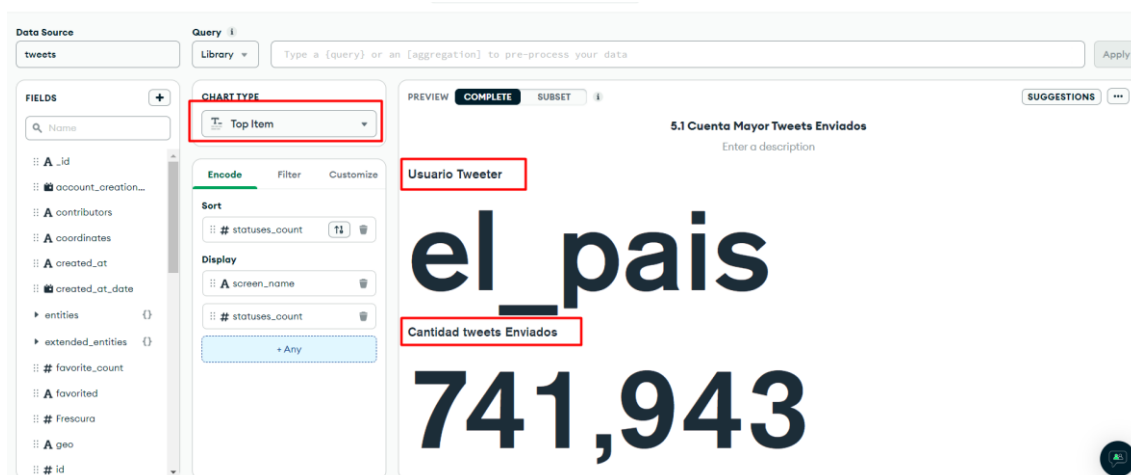 Data Source
tweets
Query i
Library
Type a {query} or an [aggregation] to pre-process your data
Apply
FIELDS
+
Name
A _id
account_creation...
A contributors
A coordinates
A created_at
created_at_date
entities {}
extended_entities {}
# favorite_count
A favorited
# Frescura
A geo
# id
CHART TYPE
Top Item
Encode Filter Customize
Sort
# statuses_count
Display
A screen_name
# statuses_count
+ Any
PREVIEW COMPLETE SUBSET i
SUGGESTIONS ...
5.1 Cuenta Mayor Tweets Enviados
Enter a description
Usuario Tweeter
el_pais
Cantidad tweets Enviados
741,943